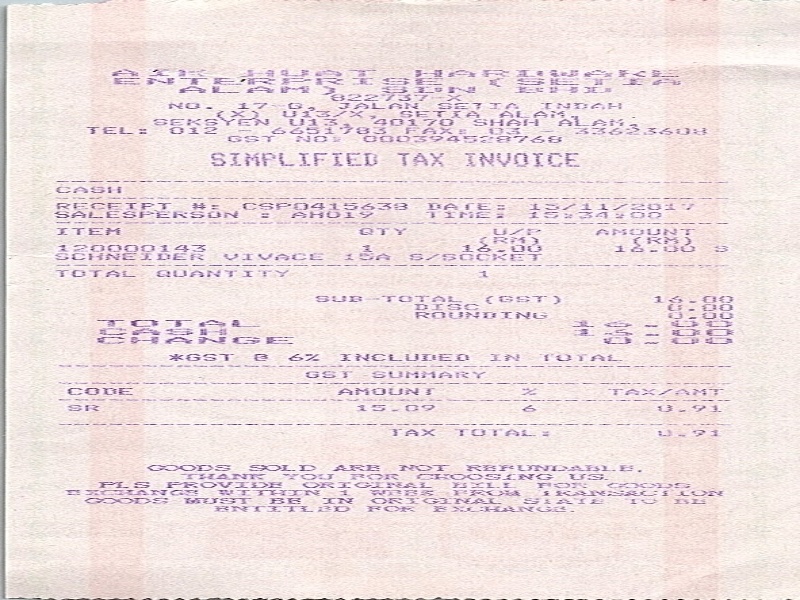 AIK HUAT HARDWARE
ENTERPRISE (SETIA
ALAM) SDN BHD
822737-X
NO. 17-G, JALAN SETIA INDAH
(X) U13/X, SETIA ALAM,
SEKSYEN U13, 40170 SHAH ALAM,
TEL: 012 - 6651783 FAX: 03 - 33623608
GST NO: 000394528768
SIMPLIFIED TAX INVOICE
CASH
RECEIPT #: CSP0415638 DATE: 15/11/2017
SALESPERSON : AH019 TIME: 15:34:00
ITEM QTY U/P AMOUNT
(RM) (RM)
120000143 1 16.00 16.00 S
SCHNEIDER VIVACE 15A S/SOCKET
TOTAL QUANTITY 1
SUB-TOTAL (GST) 16.00
DISC 0.00
ROUNDING 0.00
TOTAL 16.00
CASH
CHANGE 0.00
*GST @ 6% INCLUDED IN TOTAL
GST SUMMARY
CODE AMOUNT % TAX/AMT
SR 15.09 6 0.91
TAX TOTAL: 0.91
GOODS SOLD ARE NOT REFUNDABLE,
THANK YOU FOR CHOOSING US.
PLS PROVIDE ORIGINAL BILL FOR GOODS
EXCHANGE WITHIN 1 WEEK FROM TRANSACTION
GOODS MUST BE IN ORIGINAL STATE TO BE
ENTITLED FOR EXCHANGE.